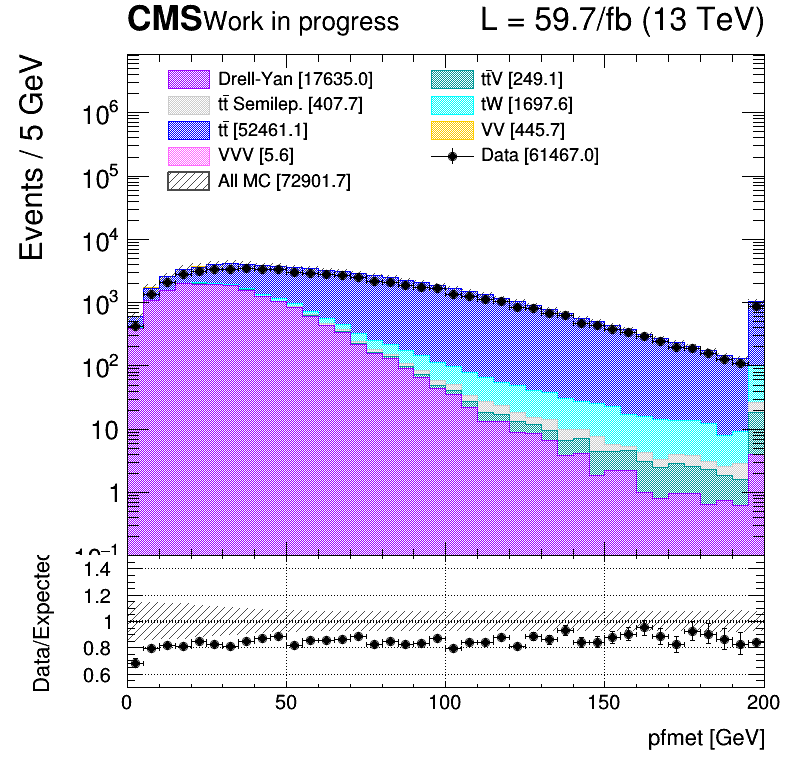 CMS Work in progress L = 59.7/fb (13 TeV)
Events / 5 GeV
Drell-Yan [17635.0]
tt̄ Semilep. [407.7]
tt̄ [52461.1]
VVV [5.6]
All MC [72901.7]
tt̄V [249.1]
tW [1697.6]
VV [445.7]
Data [61467.0]
10⁶
10⁵
10⁴
10³
10²
10
1
10⁻¹
Data/Expected
1.4
1.2
1
0.8
0.6
0 50 100 150 200
pfmet [GeV]